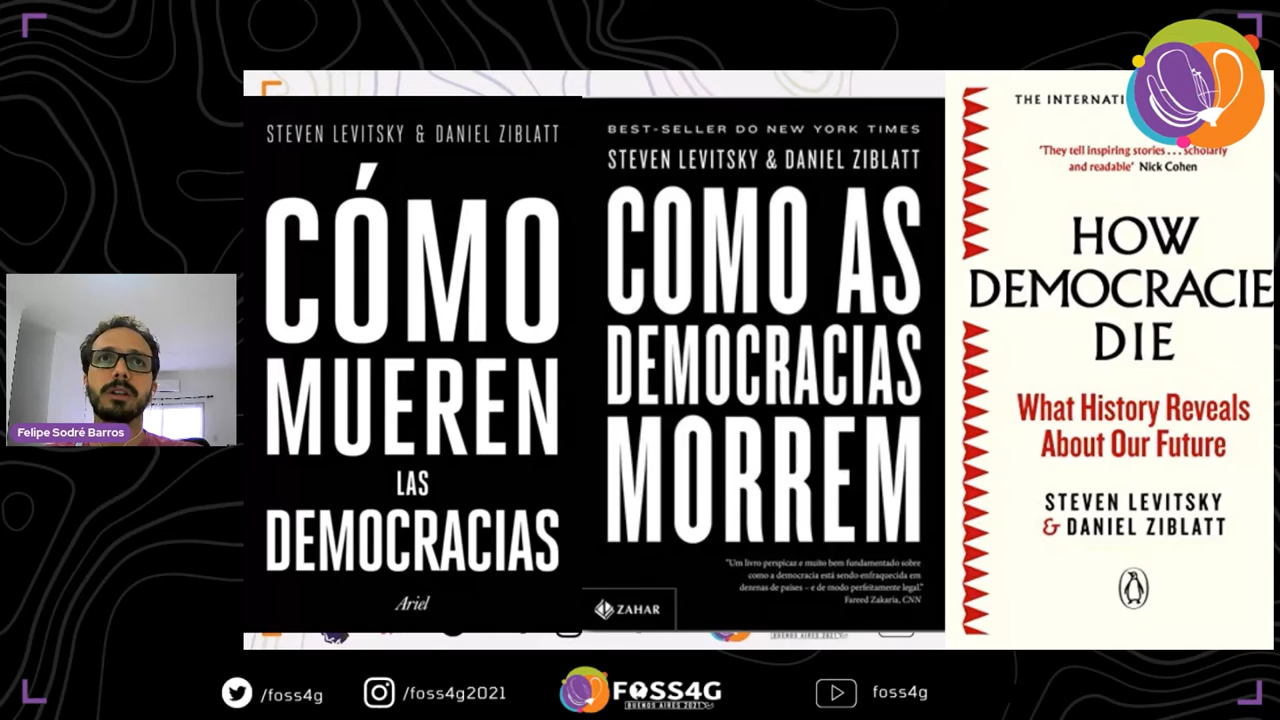 STEVEN LEVITSKY & DANIEL ZIBLATT
CÓMO
MUEREN
LAS
DEMOCRACIAS
Ariel
BEST-SELLER DO NEW YORK TIMES
STEVEN LEVITSKY & DANIEL ZIBLATT
COMO AS
DEMOCRACIAS
MORREM
"Um livro perspicaz e muito bem fundamentado sobre
como a democracia está sendo enfraquecida em
dezenas de países – e de modo perfeitamente legal."
Fareed Zakaria, CNN
ZAHAR
THE INTERNATI
'They tell inspiring stories . . . scholarly
and readable' Nick Cohen
HOW
DEMOCRACIE
DIE
What History Reveals
About Our Future
STEVEN LEVITSKY
& DANIEL ZIBLATT
Felipe Sodré Barros
/foss4g
/foss4g2021
FOSS4G
BUENOS AIRES 2021
foss4g